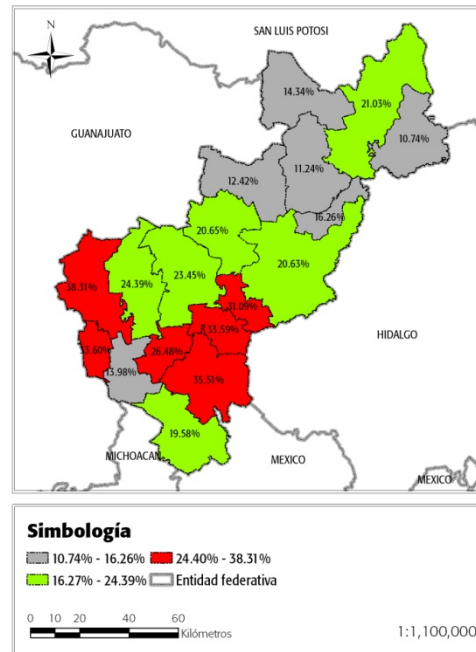 N
SAN LUIS POTOSI
14.34%
21.03%
GUANAJUATO
10.74%
11.24%
12.42%
16.26%
20.65%
20.63%
24.39%
23.45%
38.31%
31.09%
33.59%
HIDALGO
26.48%
13.98%
35.51%
19.58%
MICHOACAN
MEXICO
MEXICO
Simbología
10.74% - 16.26% 24.40% - 38.31%
16.27% - 24.39% Entidad federativa
0 10 20 40 60
Kilómetros
1:1,100,000